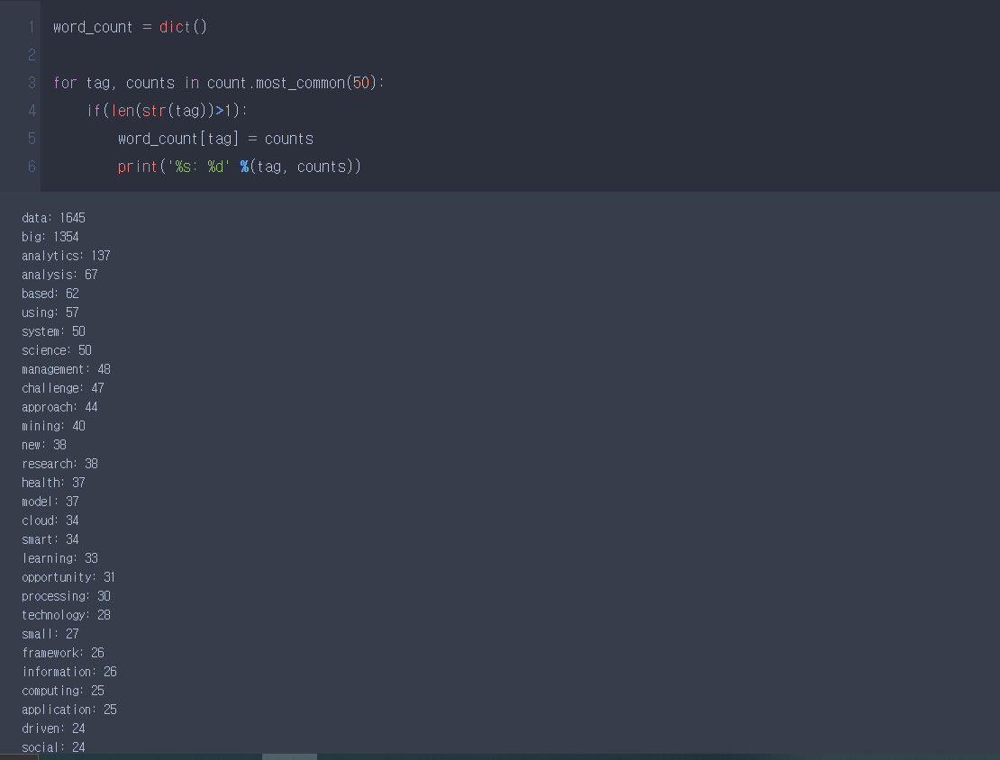 1 word_count = dict()
2
3 for tag, counts in count.most_common(50):
4     if(len(str(tag))>1):
5         word_count[tag] = counts
6         print('%s: %d' %(tag, counts))
data: 1645
big: 1354
analytics: 137
analysis: 67
based: 62
using: 57
system: 50
science: 50
management: 48
challenge: 47
approach: 44
mining: 40
new: 38
research: 38
health: 37
model: 37
cloud: 34
smart: 34
learning: 33
opportunity: 31
processing: 30
technology: 28
small: 27
framework: 26
information: 26
computing: 25
application: 25
driven: 24
social: 24